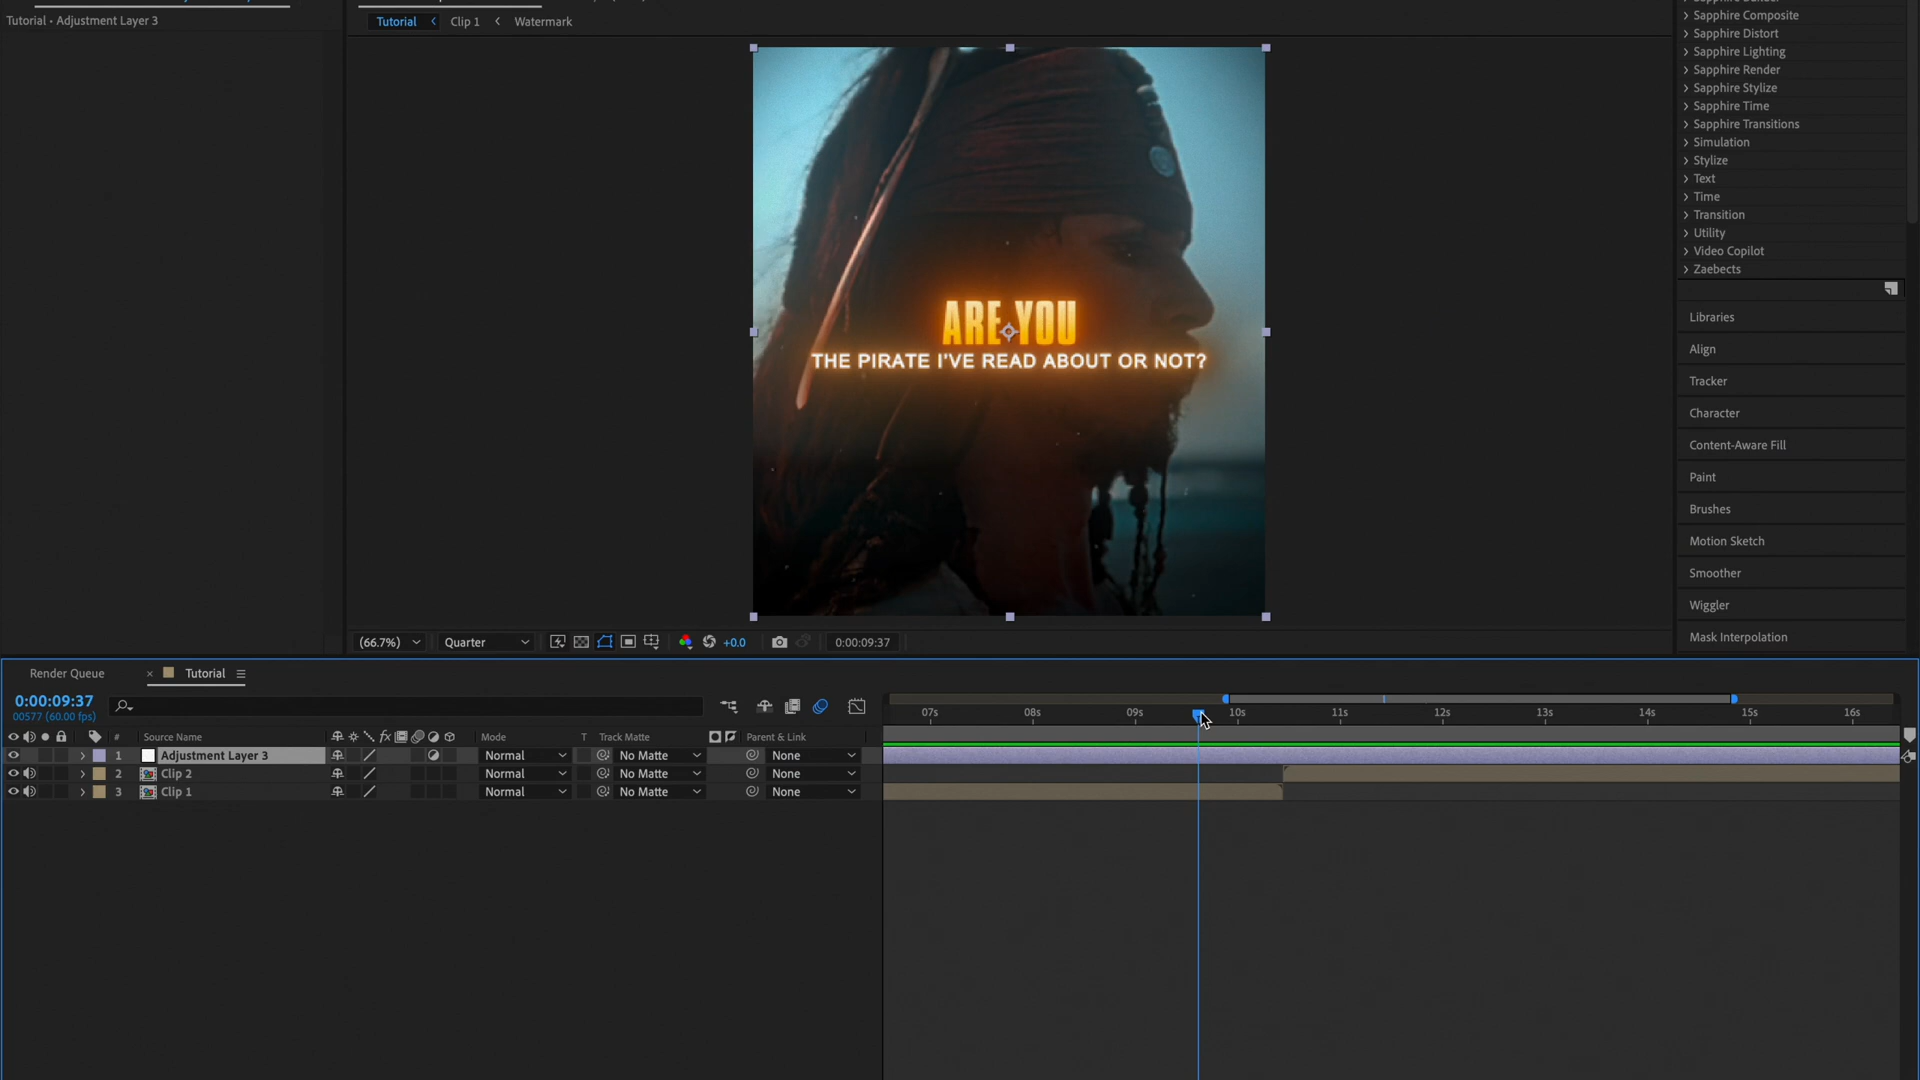 Tutorial • Adjustment Layer 3
Tutorial
Clip 1
Watermark
ARE YOU
THE PIRATE I'VE READ ABOUT OR NOT?
(66.7%)
Quarter
+0.0
0:00:09:37
Sapphire Composite
Sapphire Distort
Sapphire Lighting
Sapphire Render
Sapphire Stylize
Sapphire Time
Sapphire Transitions
Simulation
Stylize
Text
Time
Transition
Utility
Video Copilot
Zaebects
Libraries
Align
Tracker
Character
Content-Aware Fill
Paint
Brushes
Motion Sketch
Smoother
Wiggler
Mask Interpolation
Render Queue
Tutorial
0:00:09:37
00577 (60.00 fps)
07s 08s 09s 10s 11s 12s 13s 14s 15s 16s
# Source Name fx Mode T Track Matte Parent & Link
1 Adjustment Layer 3 Normal No Matte None
2 Clip 2 Normal No Matte None
3 Clip 1 Normal No Matte None